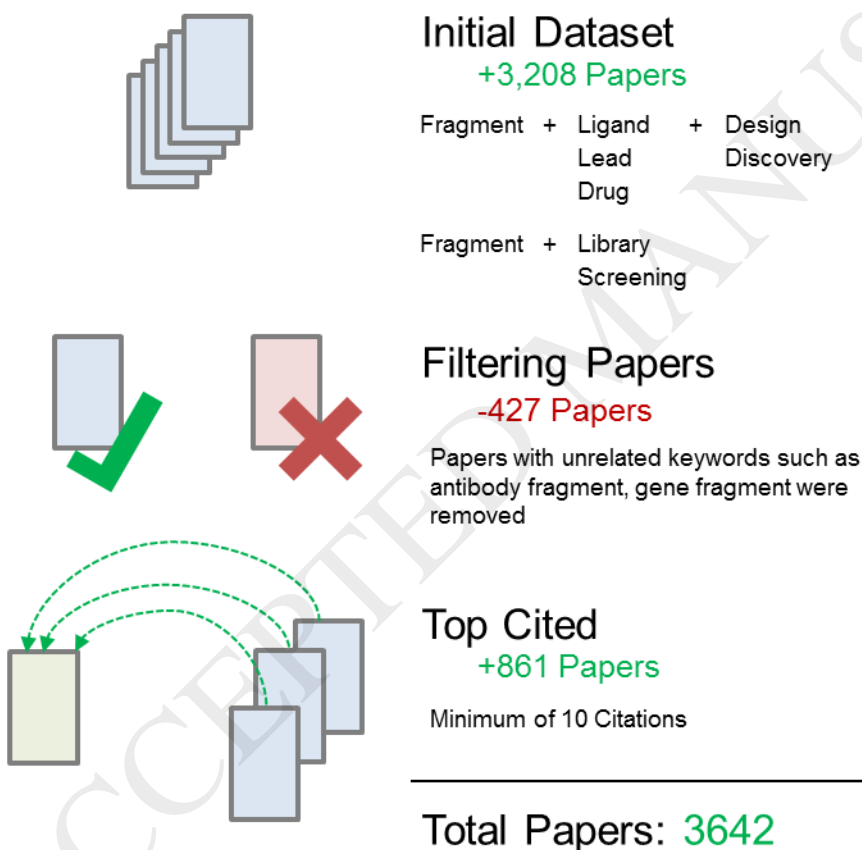 Initial Dataset
+3,208 Papers
Fragment + Ligand + Design
Lead Discovery
Drug
Fragment + Library
Screening
Filtering Papers
-427 Papers
Papers with unrelated keywords such as
antibody fragment, gene fragment were
removed
Top Cited
+861 Papers
Minimum of 10 Citations
Total Papers: 3642
CCEPTED MANUS